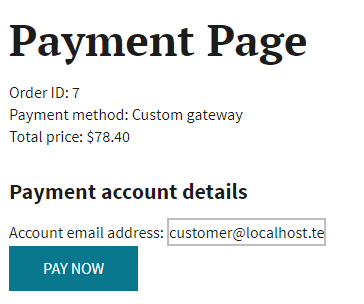 Payment Page
Order ID: 7
Payment method: Custom gateway
Total price: $78.40
Payment account details
Account email address: customer@localhost.te
PAY NOW